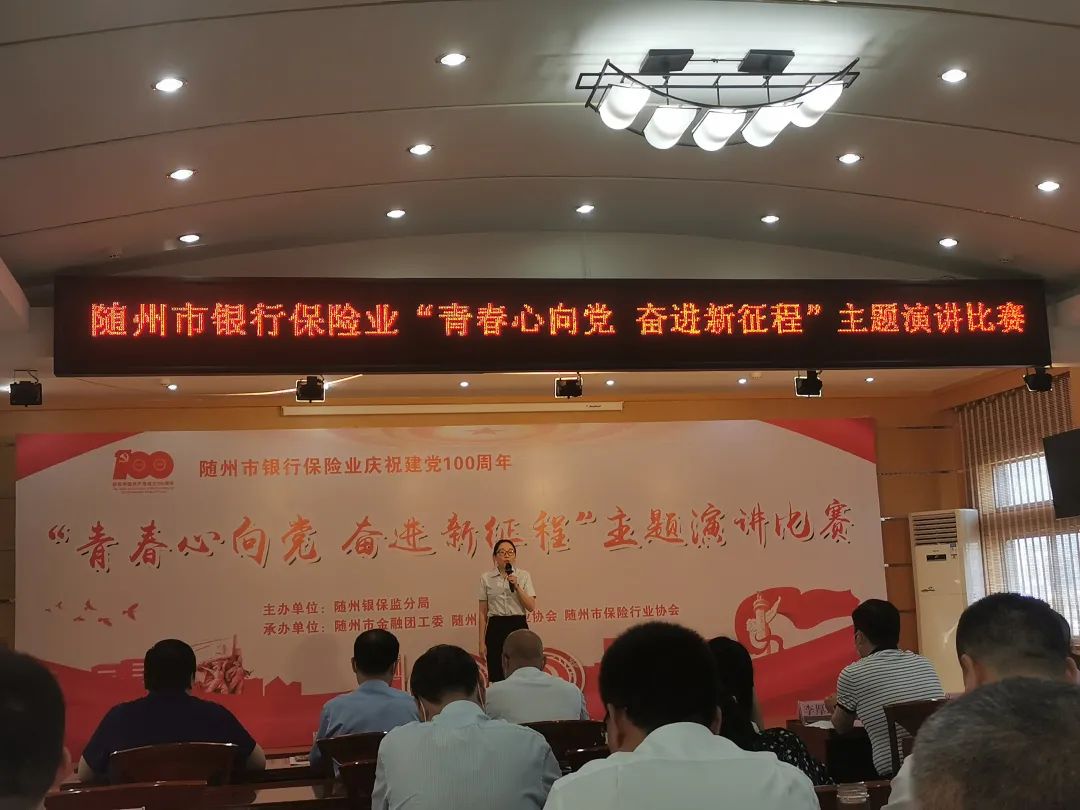 随州市银行保险业“青春心向党 奋进新征程”主题演讲比赛
100
随州市银行保险业庆祝建党100周年
“青春心向党 奋进新征程”主题演讲比赛
主办单位：随州银保监分局
承办单位：随州市金融团工委 随州 业协会 随州市保险行业协会